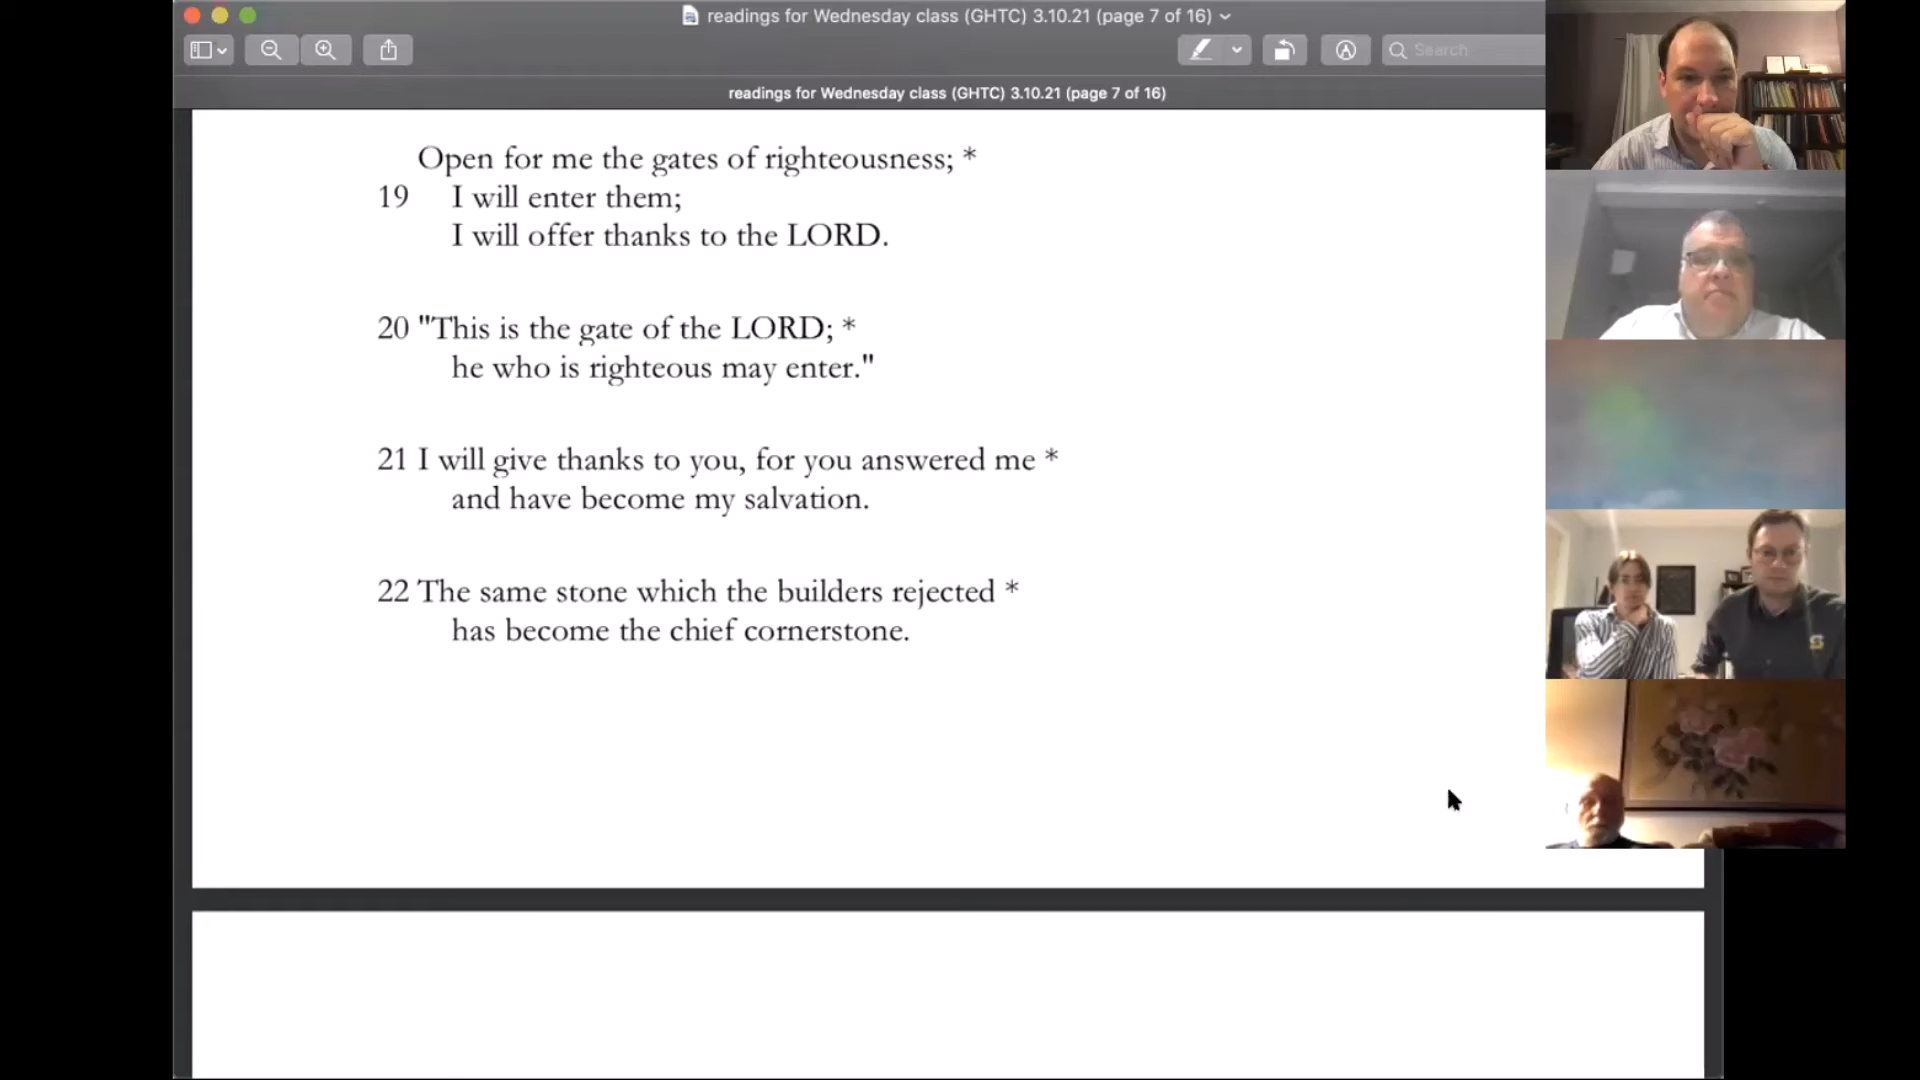 readings for Wednesday class (GHTC) 3.10.21 (page 7 of 16)
Search
readings for Wednesday class (GHTC) 3.10.21 (page 7 of 16)
Open for me the gates of righteousness; *
19 I will enter them;
I will offer thanks to the LORD.
20 "This is the gate of the LORD; *
he who is righteous may enter."
21 I will give thanks to you, for you answered me *
and have become my salvation.
22 The same stone which the builders rejected *
has become the chief cornerstone.